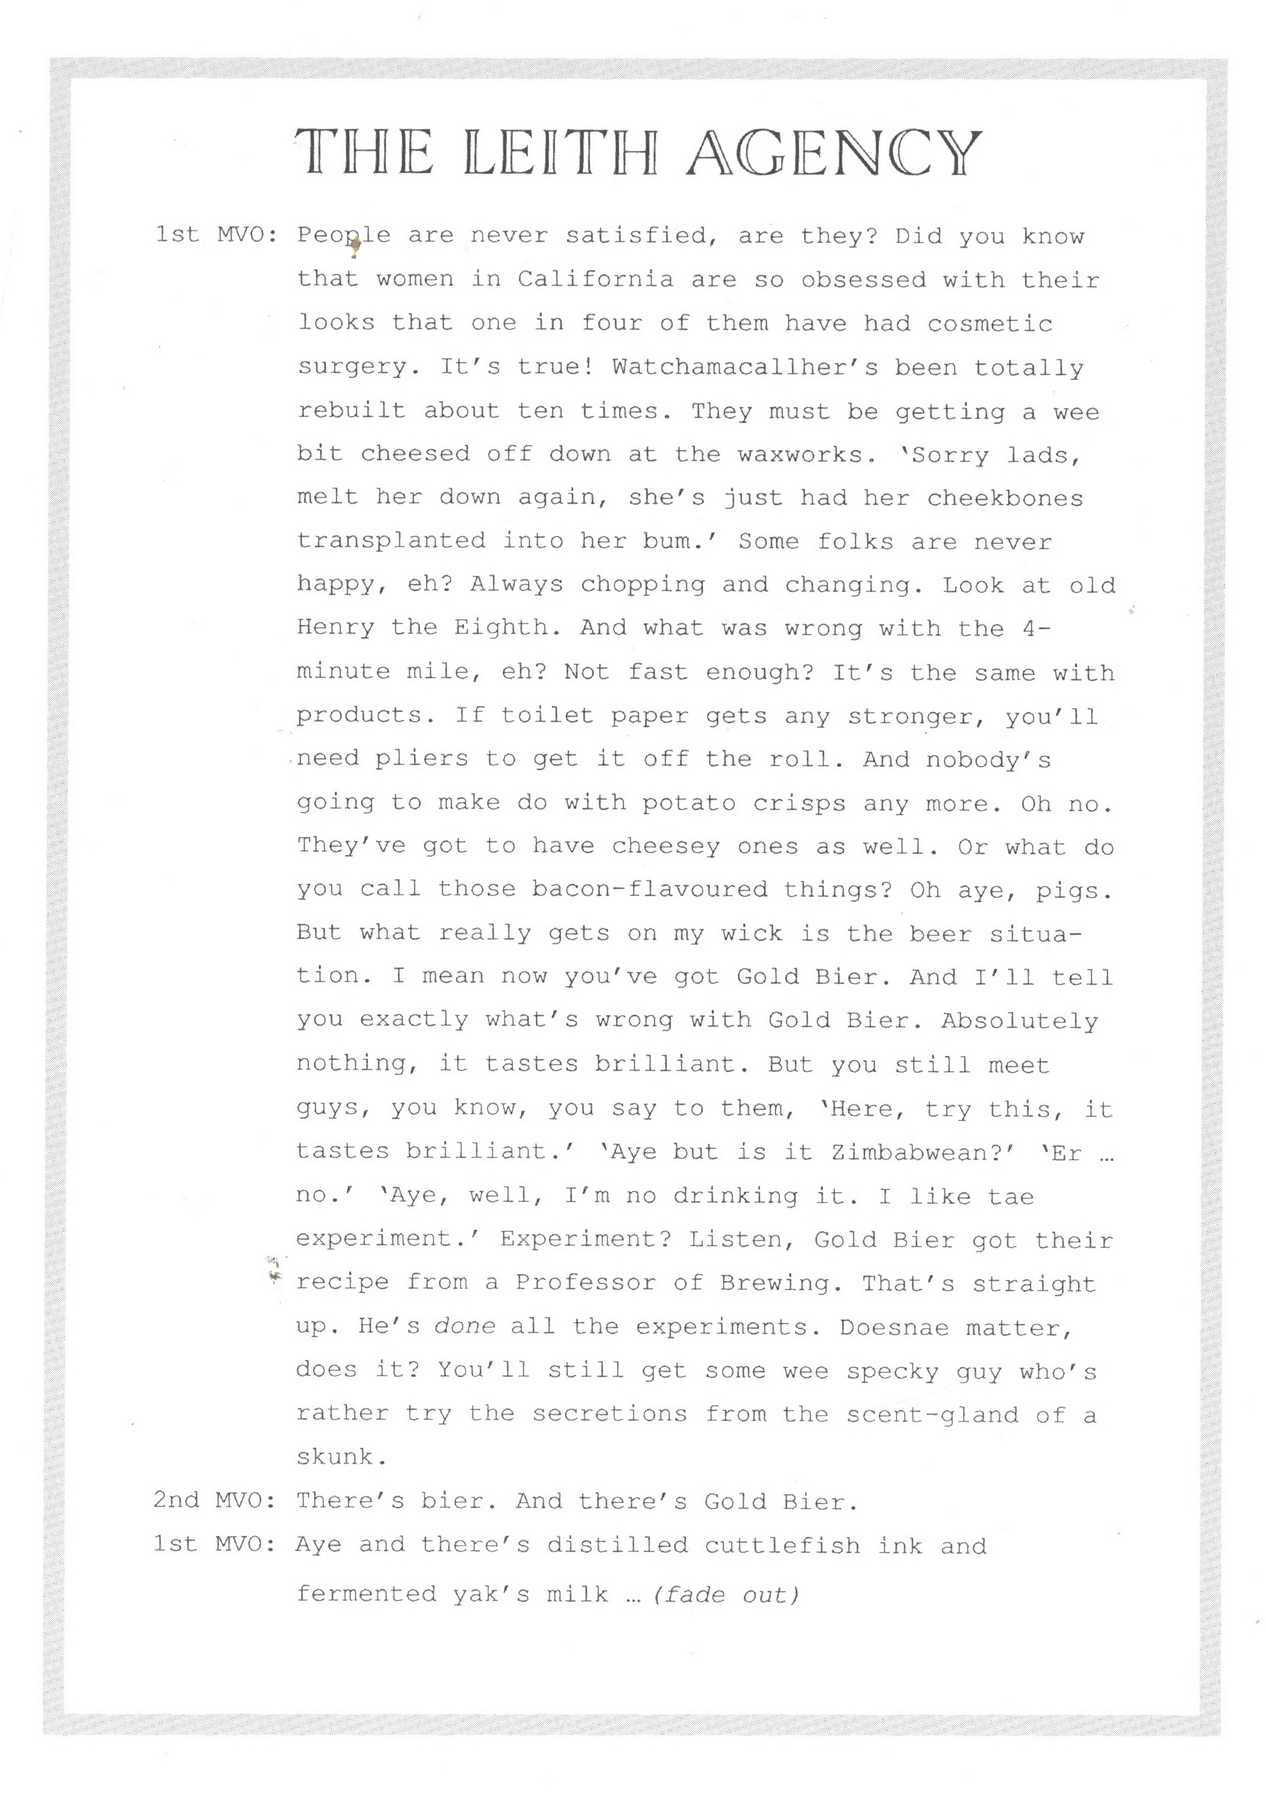 THE LEITH AGENCY
1st MVO: People are never satisfied, are they? Did you know
that women in California are so obsessed with their
looks that one in four of them have had cosmetic
surgery. It's true! Watchamacallher's been totally
rebuilt about ten times. They must be getting a wee
bit cheesed off down at the waxworks. ‵Sorry lads,
melt her down again, she's just had her cheekbones
transplanted into her bum.′ Some folks are never
happy, eh? Always chopping and changing. Look at old
Henry the Eighth. And what was wrong with the 4-
minute mile, eh? Not fast enough? It's the same with
products. If toilet paper gets any stronger, you'll
need pliers to get it off the roll. And nobody's
going to make do with potato crisps any more. Oh no.
They've got to have cheesey ones as well. Or what do
you call those bacon-flavoured things? Oh aye, pigs.
But what really gets on my wick is the beer situa-
tion. I mean now you've got Gold Bier. And I'll tell
you exactly what's wrong with Gold Bier. Absolutely
nothing, it tastes brilliant. But you still meet
guys, you know, you say to them, ‵Here, try this, it
tastes brilliant.′ ‵Aye but is it Zimbabwean?′ ‵Er …
no.′ ‵Aye, well, I'm no drinking it. I like tae
experiment.′ Experiment? Listen, Gold Bier got their
recipe from a Professor of Brewing. That's straight
up. He's done all the experiments. Doesnae matter,
does it? You'll still get some wee specky guy who's
rather try the secretions from the scent-gland of a
skunk.
2nd MVO: There's bier. And there's Gold Bier.
1st MVO: Aye and there's distilled cuttlefish ink and
fermented yak's milk … (fade out)